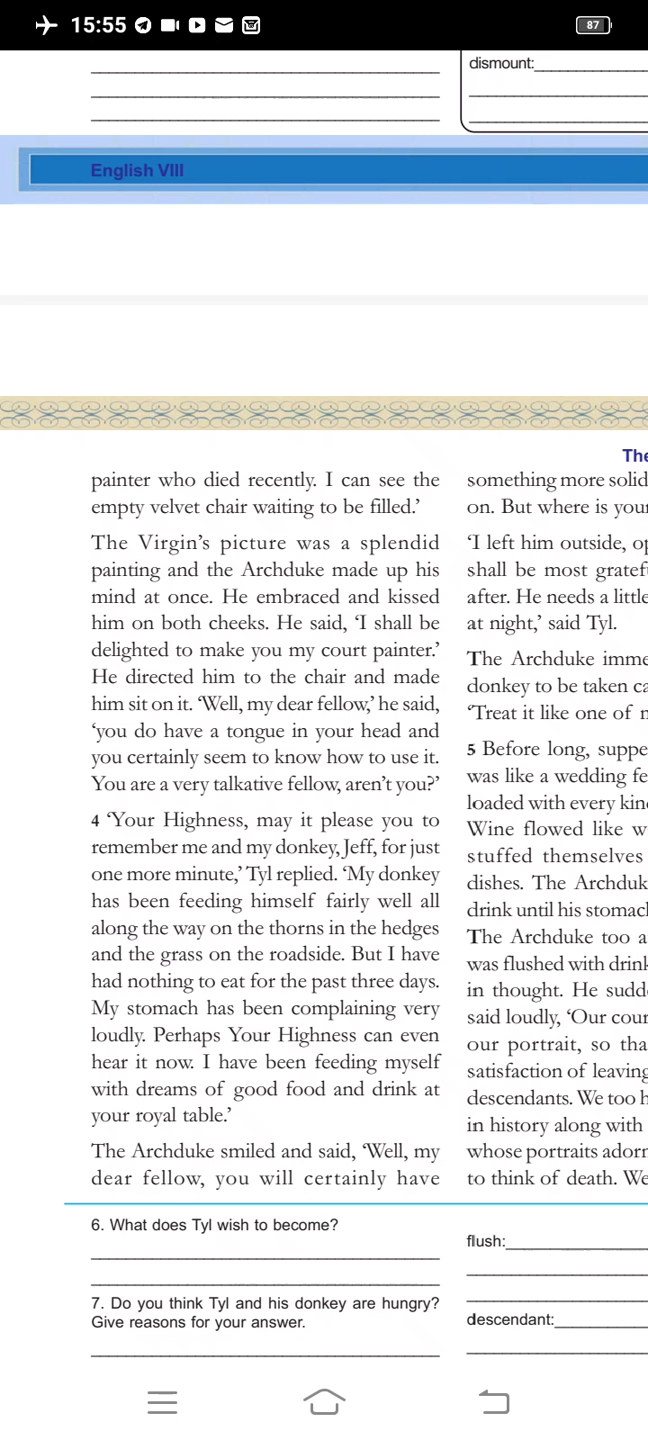 15:55
87
dismount:
English VIII
painter who died recently. I can see the
empty velvet chair waiting to be filled.’
The Virgin’s picture was a splendid
painting and the Archduke made up his
mind at once. He embraced and kissed
him on both cheeks. He said, ‘I shall be
delighted to make you my court painter.’
He directed him to the chair and made
him sit on it. ‘Well, my dear fellow,’ he said,
‘you do have a tongue in your head and
you certainly seem to know how to use it.
You are a very talkative fellow, aren’t you?’
4 ‘Your Highness, may it please you to
remember me and my donkey, Jeff, for just
one more minute,’ Tyl replied. ‘My donkey
has been feeding himself fairly well all
along the way on the thorns in the hedges
and the grass on the roadside. But I have
had nothing to eat for the past three days.
My stomach has been complaining very
loudly. Perhaps Your Highness can even
hear it now. I have been feeding myself
with dreams of good food and drink at
your royal table.’
The Archduke smiled and said, ‘Well, my
dear fellow, you will certainly have
6. What does Tyl wish to become?
7. Do you think Tyl and his donkey are hungry?
Give reasons for your answer.
The
something more solid
on. But where is your
‘I left him outside, op
shall be most gratef
after. He needs a little
at night,’ said Tyl.
The Archduke imme
donkey to be taken ca
‘Treat it like one of m
5 Before long, suppe
was like a wedding fe
loaded with every kin
Wine flowed like w
stuffed themselves
dishes. The Archduk
drink until his stomach
The Archduke too a
was flushed with drink
in thought. He sudd
said loudly, ‘Our cour
our portrait, so tha
satisfaction of leaving
descendants. We too h
in history along with
whose portraits adorn
to think of death. We
flush:
descendant: